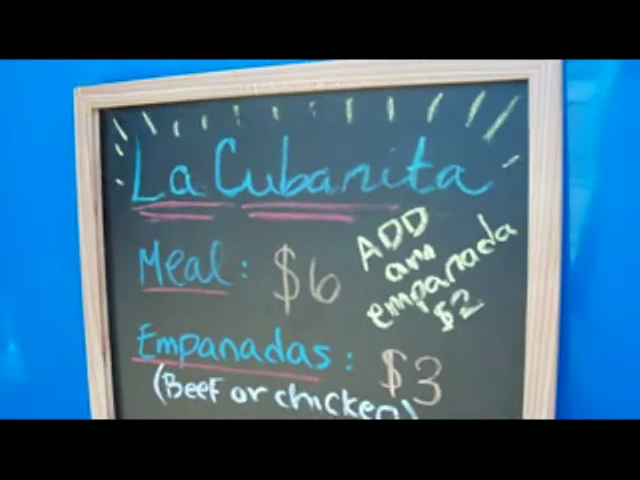 La Cubanita
Meal: $6
ADD
an
empanada
$2
Empanadas: $3
(Beef or chicken)